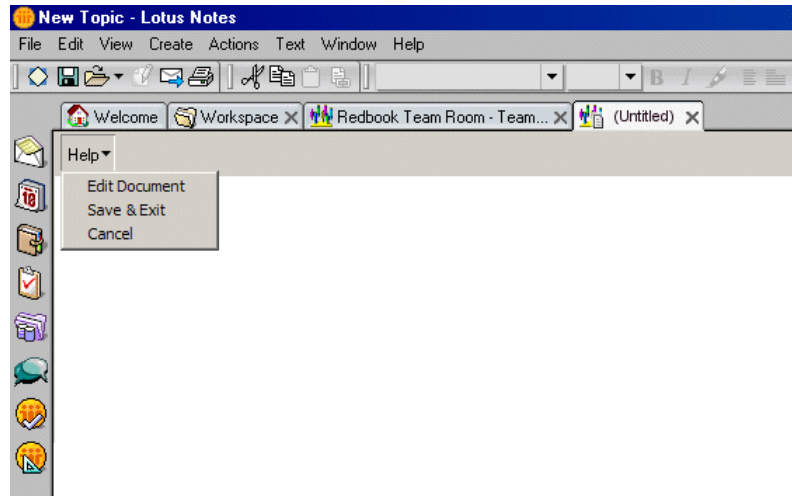 New Topic - Lotus Notes
File Edit View Create Actions Text Window Help
B I
Welcome Workspace Redbook Team Room - Team... (Untitled)
Help
10
Edit Document
Save & Exit
Cancel